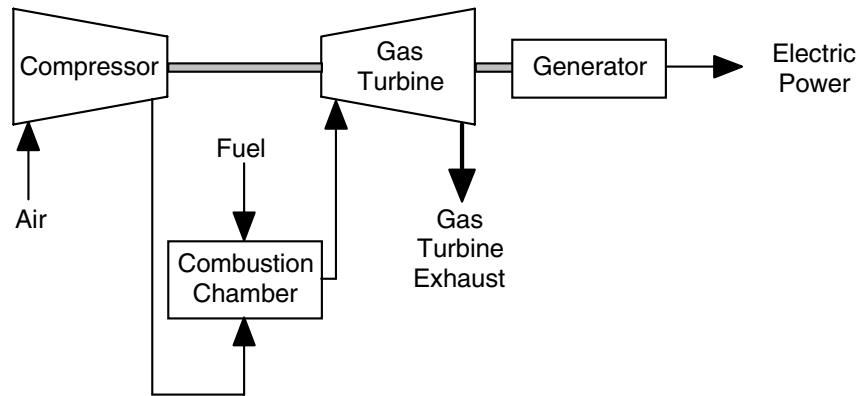 Compressor
Gas
Turbine
Generator
Electric
Power
Fuel
Air
Gas
Turbine
Exhaust
Combustion
Chamber